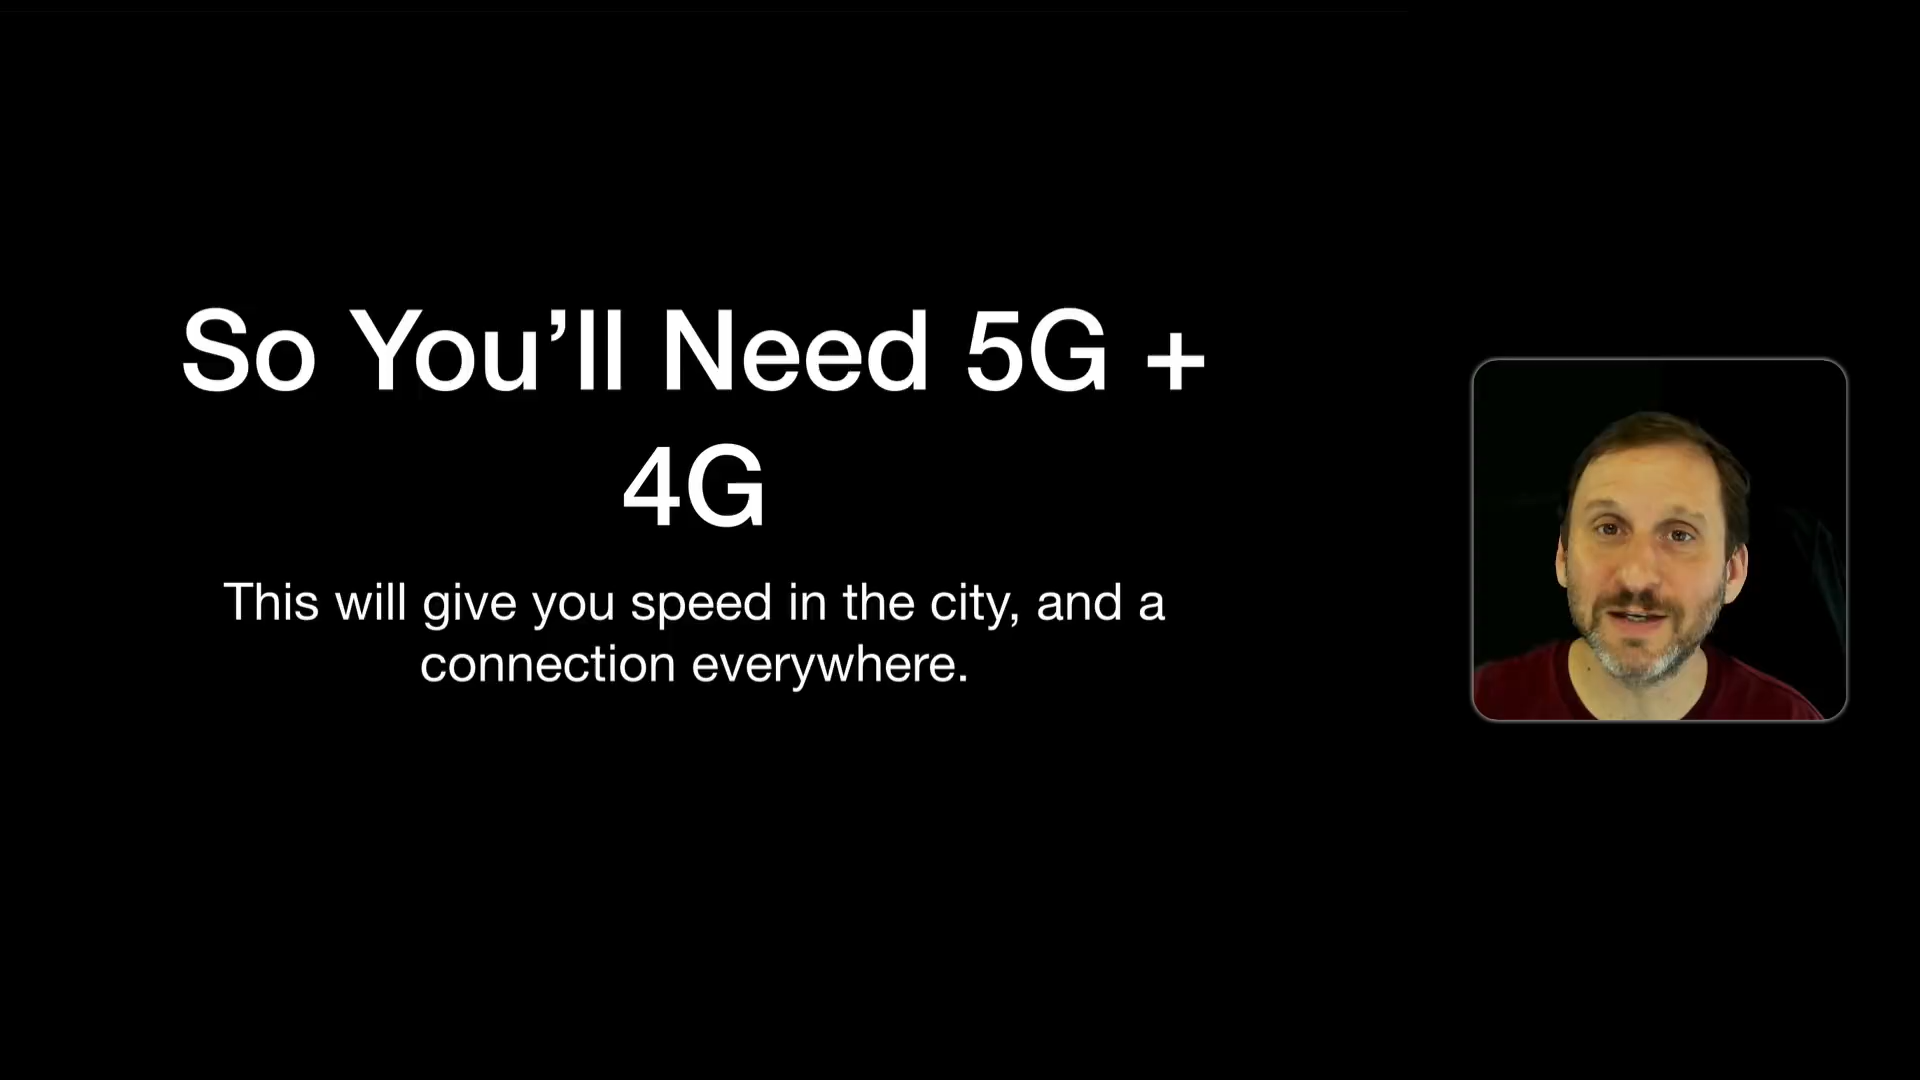 So You’ll Need 5G +
4G
This will give you speed in the city, and a
connection everywhere.